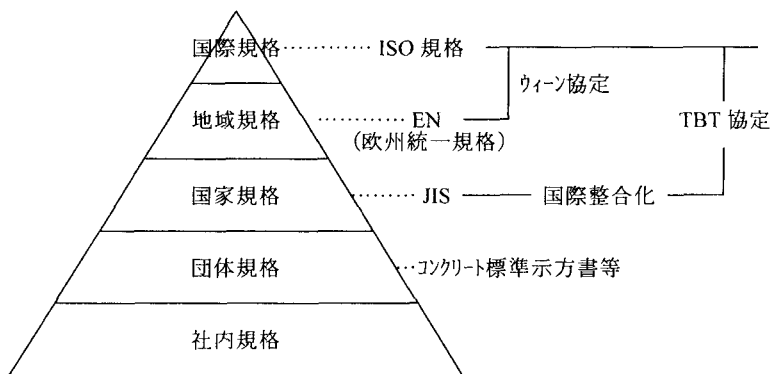 国際規格………… ISO 規格
ウィーン協定
地域規格 ………… EN
(欧州統一規格)
TBT 協定
国家規格 ……… JIS 国際整合化
団体規格 …コンクリート標準示方書等
社内規格